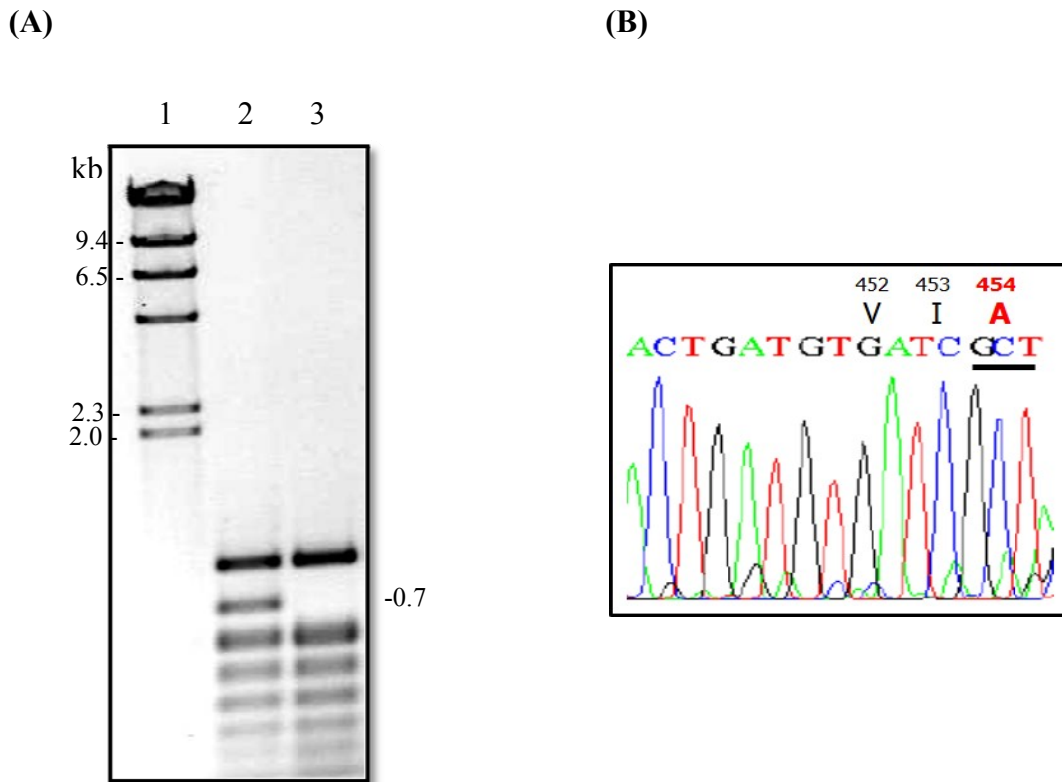 (A)
(B)
1 2 3
kb
9.4 -
6.5 -
2.3 -
2.0 -
-0.7
452 453 454
V I A
ACTGATGTGATCGCT